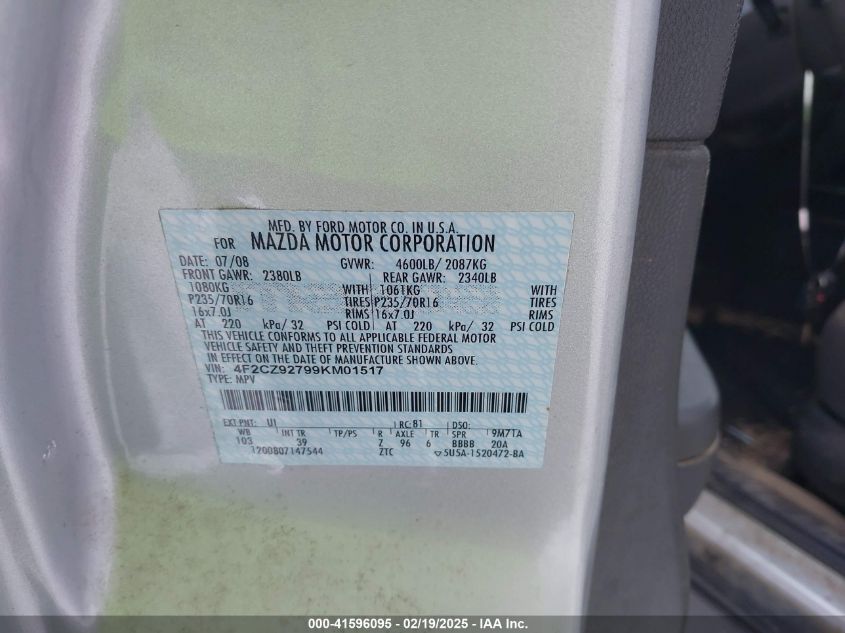 MFD. BY FORD MOTOR CO. IN U.S.A.
FOR MAZDA MOTOR CORPORATION
DATE: 07/08 GVWR: 4600LB/ 2087KG
FRONT GAWR: 2380LB REAR GAWR: 2340LB
1080KG WITH 1061KG WITH
P235/70R16 TIRES P235/70R16 TIRES
16x7.0J RIMS 16x7.0J RIMS
AT 220 kPa/ 32 PSI COLD AT 220 kPa/ 32 PSI COLD
THIS VEHICLE CONFORMS TO ALL APPLICABLE FEDERAL MOTOR
VEHICLE SAFETY AND THEFT PREVENTION STANDARDS
IN EFFECT ON THE DATE OF MANUFACTURE SHOWN ABOVE.
VIN: 4F2CZ92799KM01517
TYPE: MPV
EXT PNT: UI RC: 81 DSO:
WB INT TR TP/PS R AXLE TR SPR 9M7TA
103 39 Z 96 6 BBBB 20A
1200807147544 ZTC 5U5A-1520472-BA
000-41596095 – 02/19/2025 – IAA Inc.